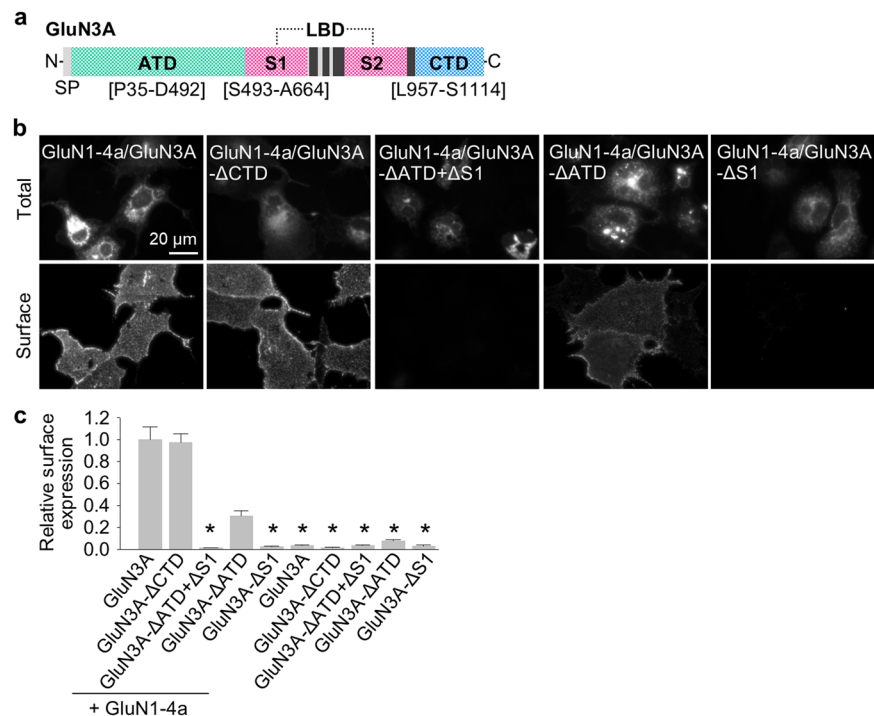 a
GluN3A
LBD
N-
ATD
S1
S2
CTD
-C
SP
[P35-D492]
[S493-A664]
[L957-S1114]
b
Total
GluN1-4a/GluN3A
20 µm
GluN1-4a/GluN3A
-ΔCTD
GluN1-4a/GluN3A
-ΔATD+ΔS1
GluN1-4a/GluN3A
-ΔATD
GluN1-4a/GluN3A
-ΔS1
Surface
c
Relative surface
expression
1.2
1.0
0.8
0.6
0.4
0.2
0.0
* * * * * * *
GluN3A
GluN3A-ΔCTD
GluN3A-ΔATD+ΔS1
GluN3A-ΔATD
GluN3A-ΔS1
GluN3A
GluN3A-ΔCTD
GluN3A-ΔATD+ΔS1
GluN3A-ΔATD
GluN3A-ΔS1
+ GluN1-4a